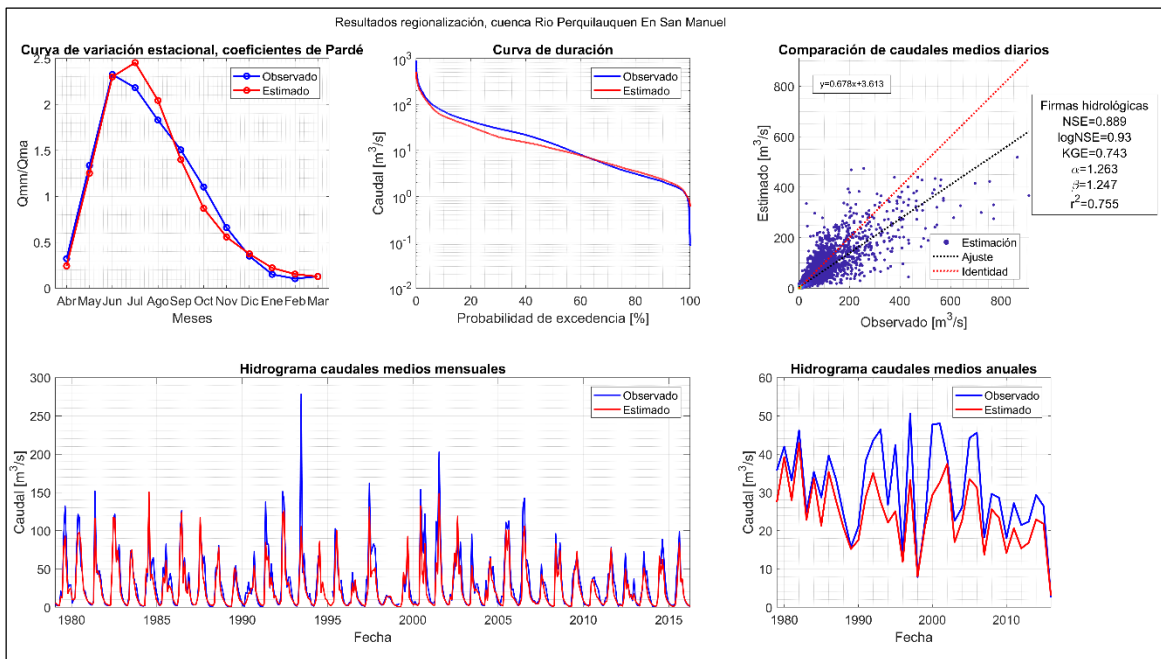 Resultados regionalización, cuenca Rio Perquilauquen En San Manuel
Curva de variación estacional, coeficientes de Pardé
Qmm/Qma
2.5
2
1.5
1
0.5
0
Observado
Estimado
Abr May Jun Jul Ago Sep Oct Nov Dic Ene Feb Mar
Meses
Curva de duración
Caudal [m³/s]
10³
10²
10¹
10⁰
10⁻¹
10⁻²
Observado
Estimado
0 20 40 60 80 100
Probabilidad de excedencia [%]
Comparación de caudales medios diarios
Estimado [m³/s]
800
600
400
200
0
y=0.678x+3.613
Estimación
Ajuste
Identidad
0 200 400 600 800
Observado [m³/s]
Firmas hidrológicas
NSE=0.889
logNSE=0.93
KGE=0.743
α=1.263
β=1.247
r²=0.755
Hidrograma caudales medios mensuales
Caudal [m³/s]
300
250
200
150
100
50
0
Observado
Estimado
1980 1985 1990 1995 2000 2005 2010 2015
Fecha
Hidrograma caudales medios anuales
Caudal [m³/s]
60
50
40
30
20
10
0
Observado
Estimado
1980 1990 2000 2010
Fecha